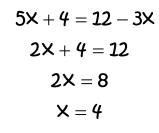 5x + 4 = 12 − 3x
2x + 4 = 12
2x = 8
x = 4